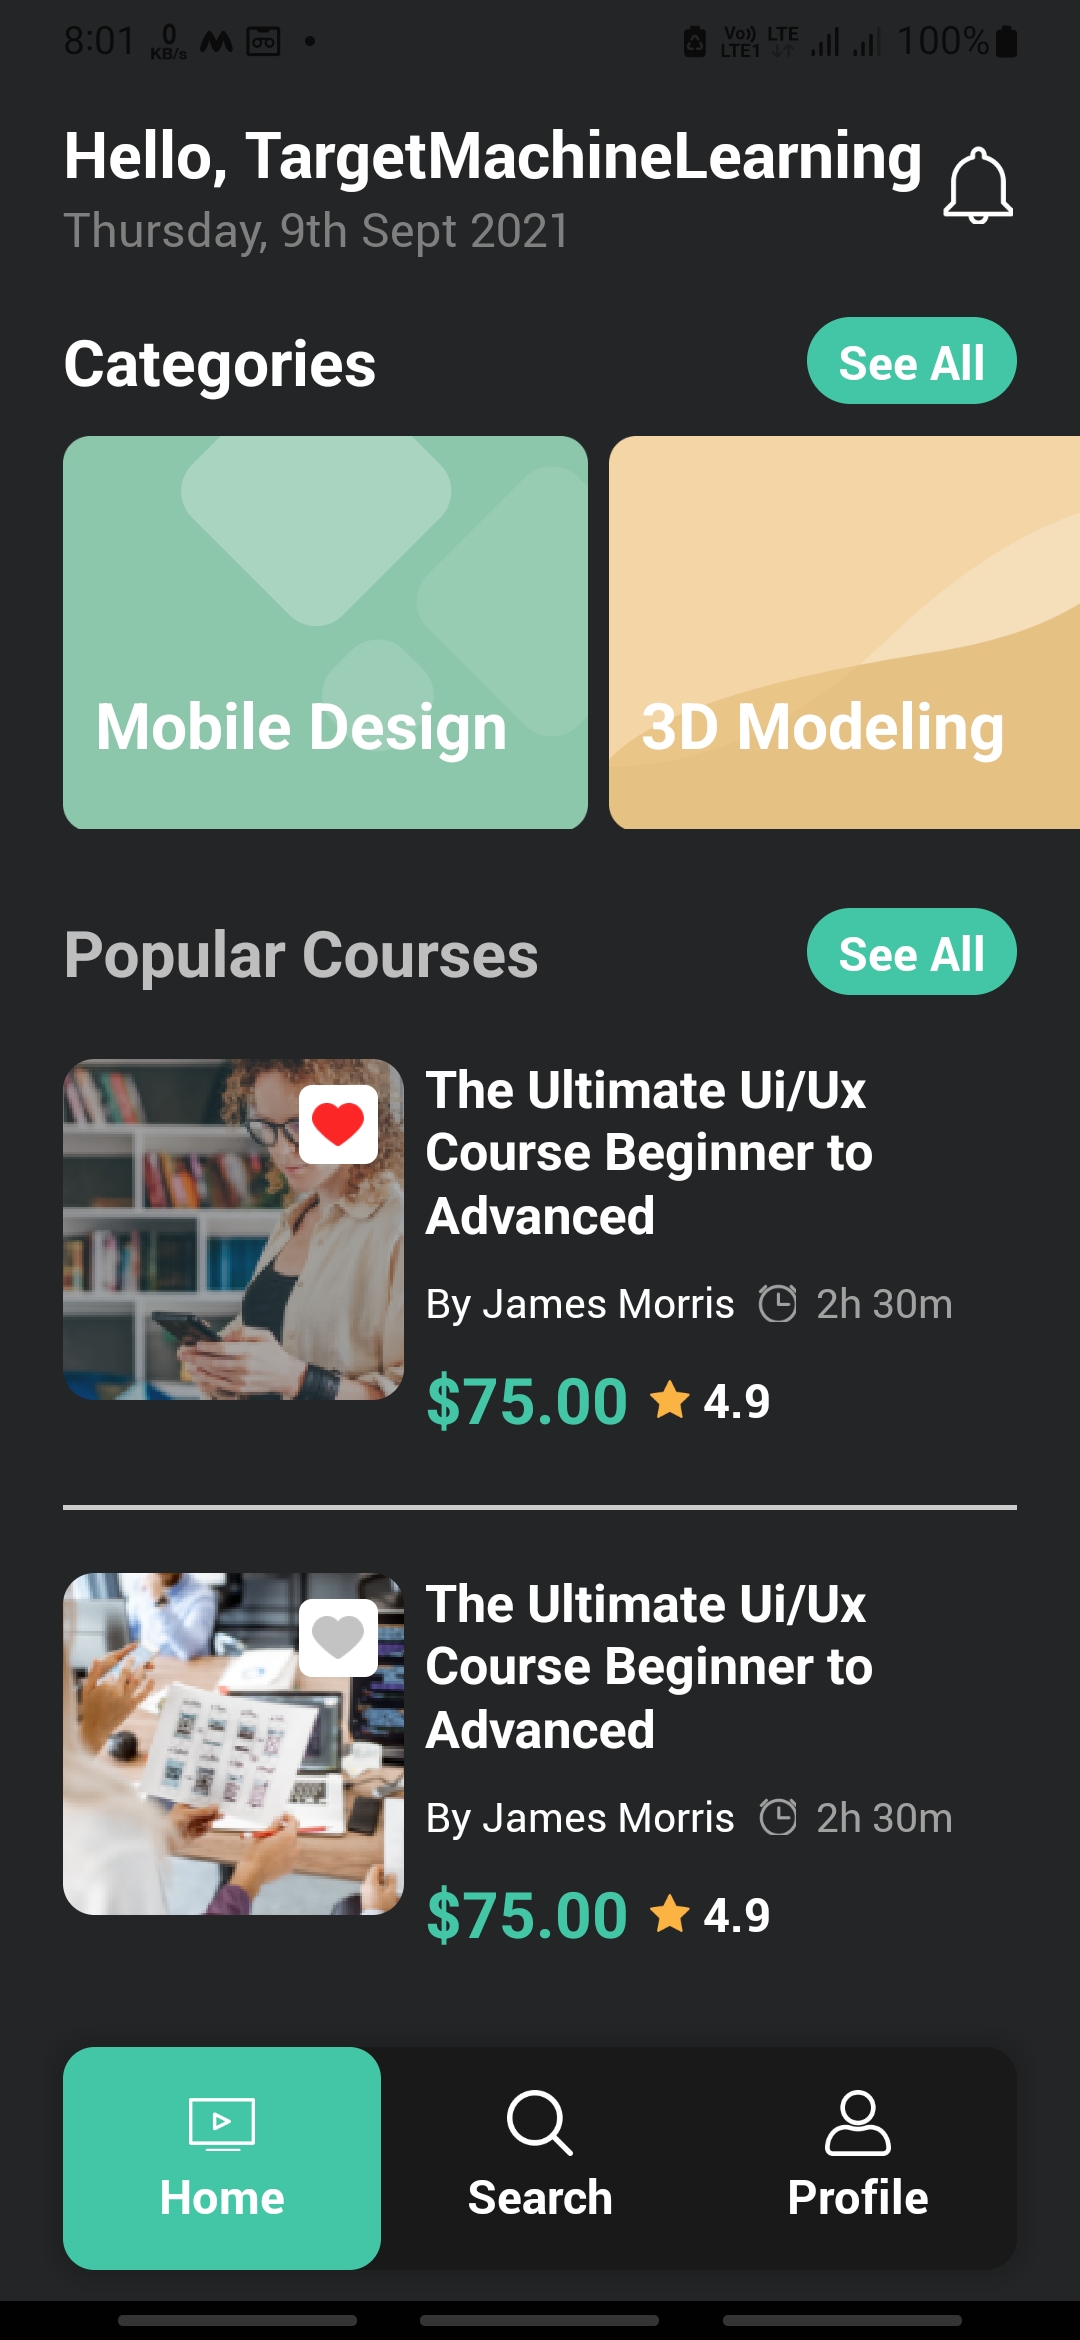 8:01 0 KB/s Vo)) LTE1 LTE 100%
Hello, TargetMachineLearning
Thursday, 9th Sept 2021
Categories See All
Mobile Design 3D Modeling
Popular Courses See All
The Ultimate Ui/Ux
Course Beginner to
Advanced
By James Morris 2h 30m
$75.00 4.9
The Ultimate Ui/Ux
Course Beginner to
Advanced
By James Morris 2h 30m
$75.00 4.9
Home Search Profile